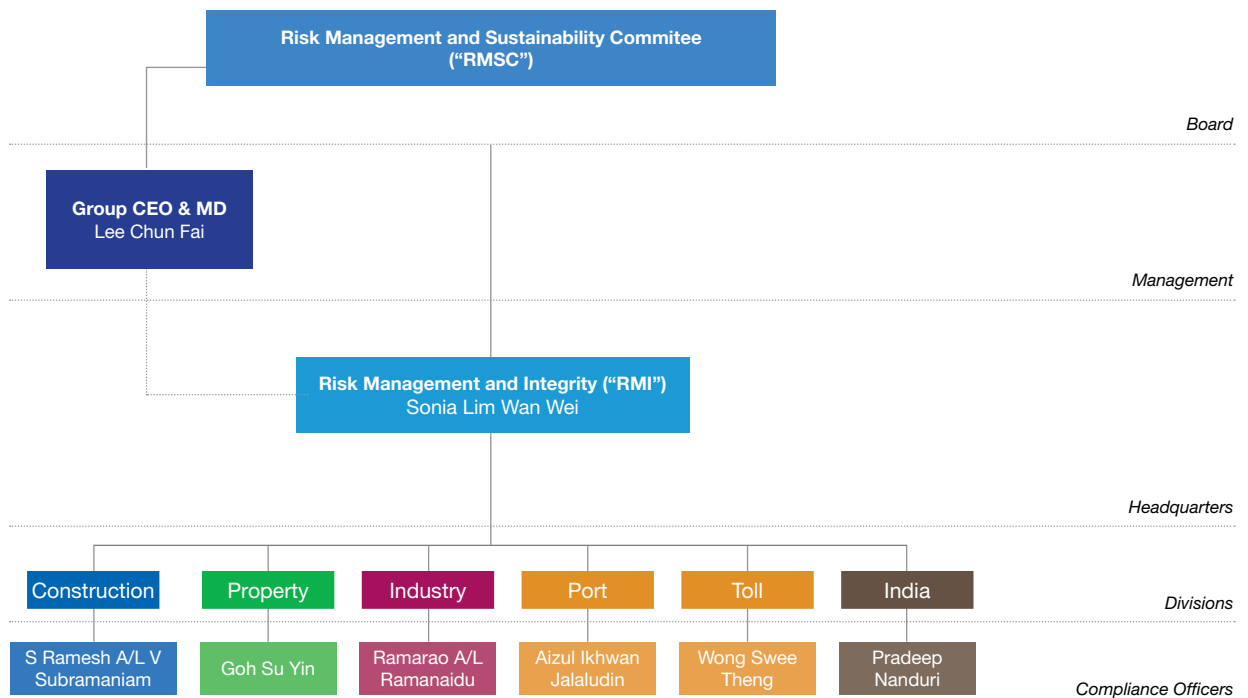 Risk Management and Sustainability Commitee
(“RMSC”)
Board
Group CEO & MD
Lee Chun Fai
Management
Risk Management and Integrity (“RMI”)
Sonia Lim Wan Wei
Headquarters
Construction
Property
Industry
Port
Toll
India
Divisions
S Ramesh A/L V
Subramaniam
Goh Su Yin
Ramarao A/L
Ramanaidu
Aizul Ikhwan
Jalaludin
Wong Swee
Theng
Pradeep
Nanduri
Compliance Officers